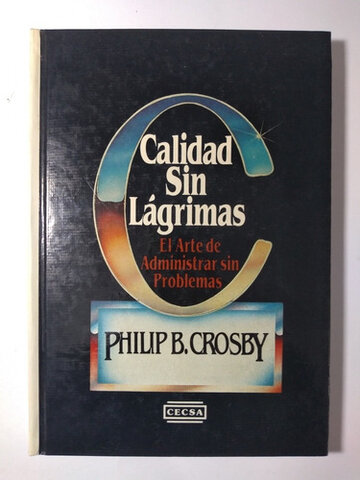 Calidad
Sin
Lágrimas
El Arte de
Administrar sin
Problemas
PHILIP B. CROSBY
CECSA